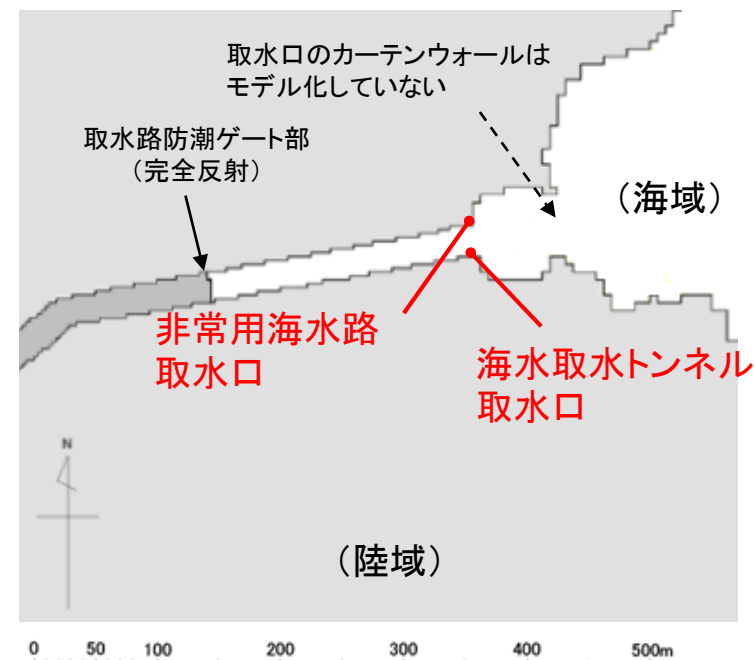 取水口のカーテンウォールは
モデル化していない
取水路防潮ゲート部
（完全反射）
（海域）
非常用海水路
取水口
海水取水トンネル
取水口
N
（陸域）
0 50 100 200 300 400 500m